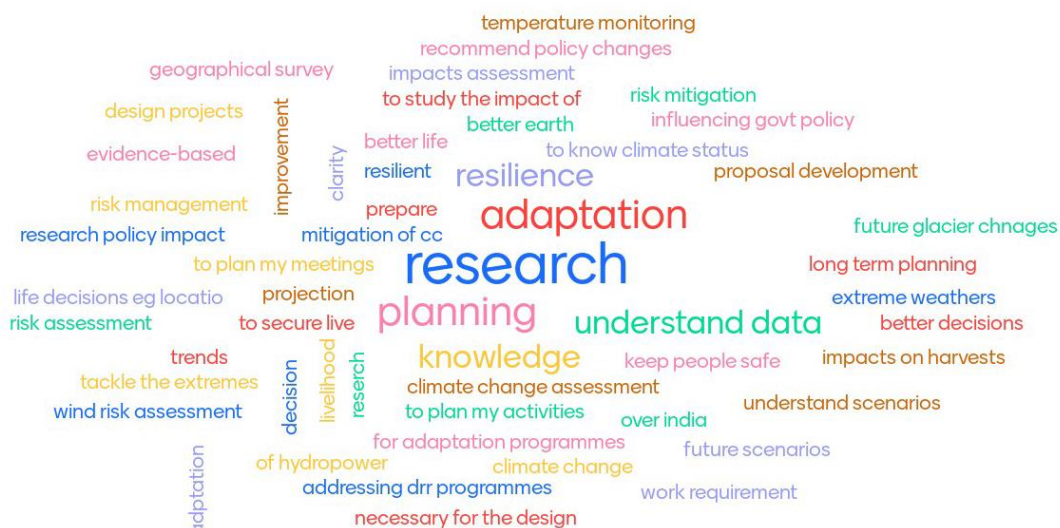 temperature monitoring
recommend policy changes
geographical survey
impacts assessment
to study the impact of
risk mitigation
design projects
better earth
influencing govt policy
improvement
better life
to know climate status
evidence-based
clarity
resilient
resilience
proposal development
risk management
prepare
adaptation
future glacier chnages
research policy impact
mitigation of cc
research
to plan my meetings
long term planning
life decisions eg locatio
projection
planning
extreme weathers
risk assessment
to secure live
understand data
better decisions
trends
livelihood
reserch
knowledge
keep people safe
impacts on harvests
tackle the extremes
decision
climate change assessment
wind risk assessment
to plan my activities
over india
understand scenarios
for adaptation programmes
future scenarios
adptation
of hydropower
climate change
addressing drr programmes
work requirement
necessary for the design